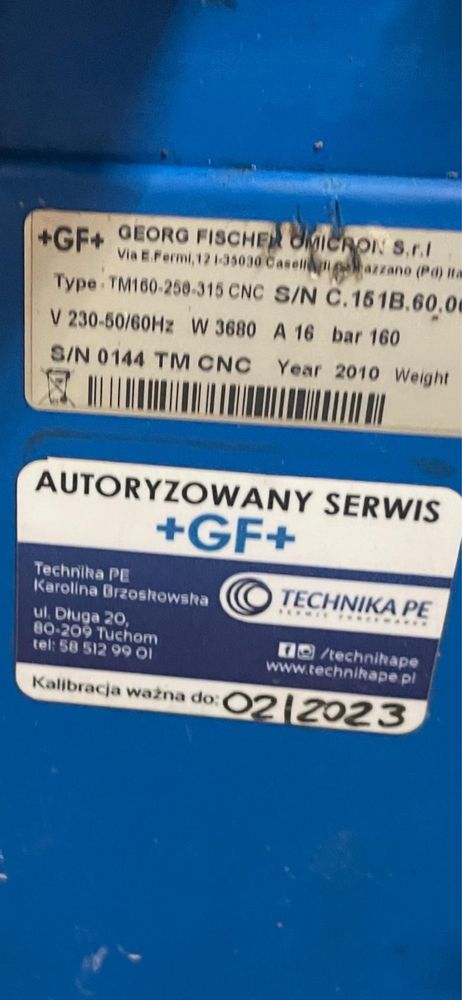 +GF+ GEORG FISCHER OMICRON S.r.l
Via E.Fermi,12 I-35030 Caselle di
Type TM160-250-315 CNC S/N C.151B.60.0
V 230-50/60Hz W 3680 A 16 bar 160
S/N 0144 TM CNC Year 2010 Weight
AUTORYZOWANY SERWIS
+GF+
Technika PE
Karolina Brzoskowska
TECHNIKA PE
ul. Długa 20,
80-209 Tuchom
tel: 58 512 99 01
/technikape
www.technikape.pl
Kalibracja ważna do: 02/2023